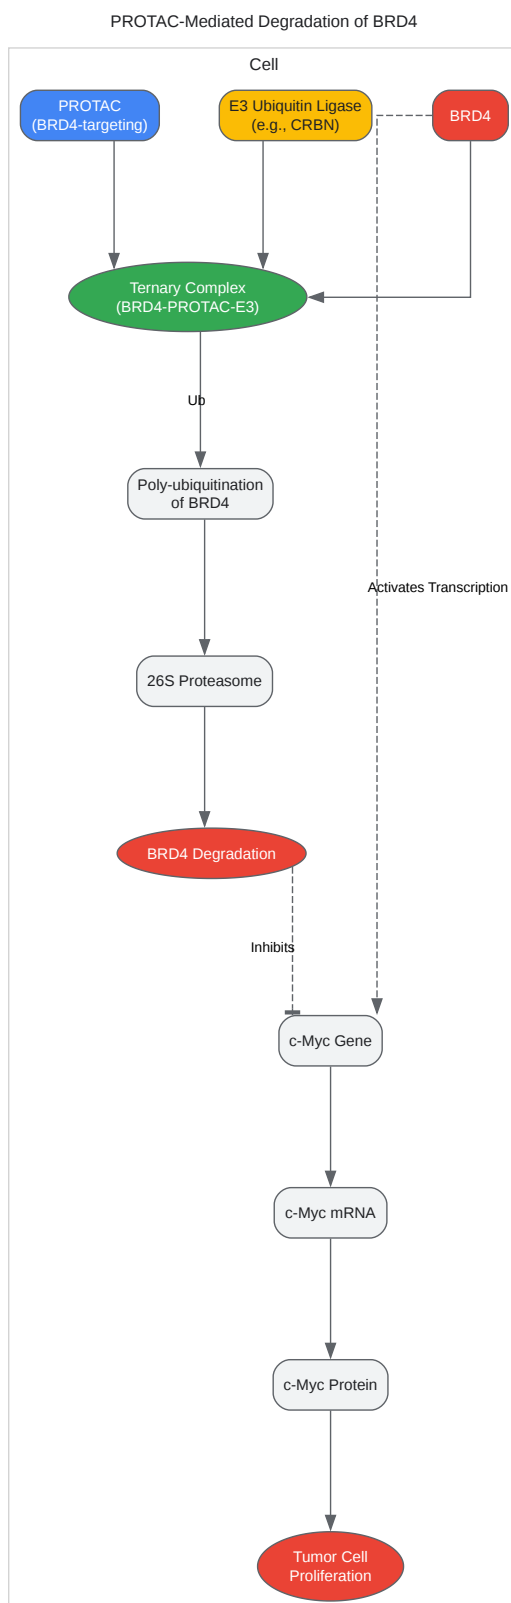 PROTAC-Mediated Degradation of BRD4
Cell
PROTAC
(BRD4-targeting)
E3 Ubiquitin Ligase
(e.g., CRBN)
BRD4
Ternary Complex
(BRD4-PROTAC-E3)
Ub
Poly-ubiquitination
of BRD4
Activates Transcription
26S Proteasome
BRD4 Degradation
Inhibits
c-Myc Gene
c-Myc mRNA
c-Myc Protein
Tumor Cell
Proliferation